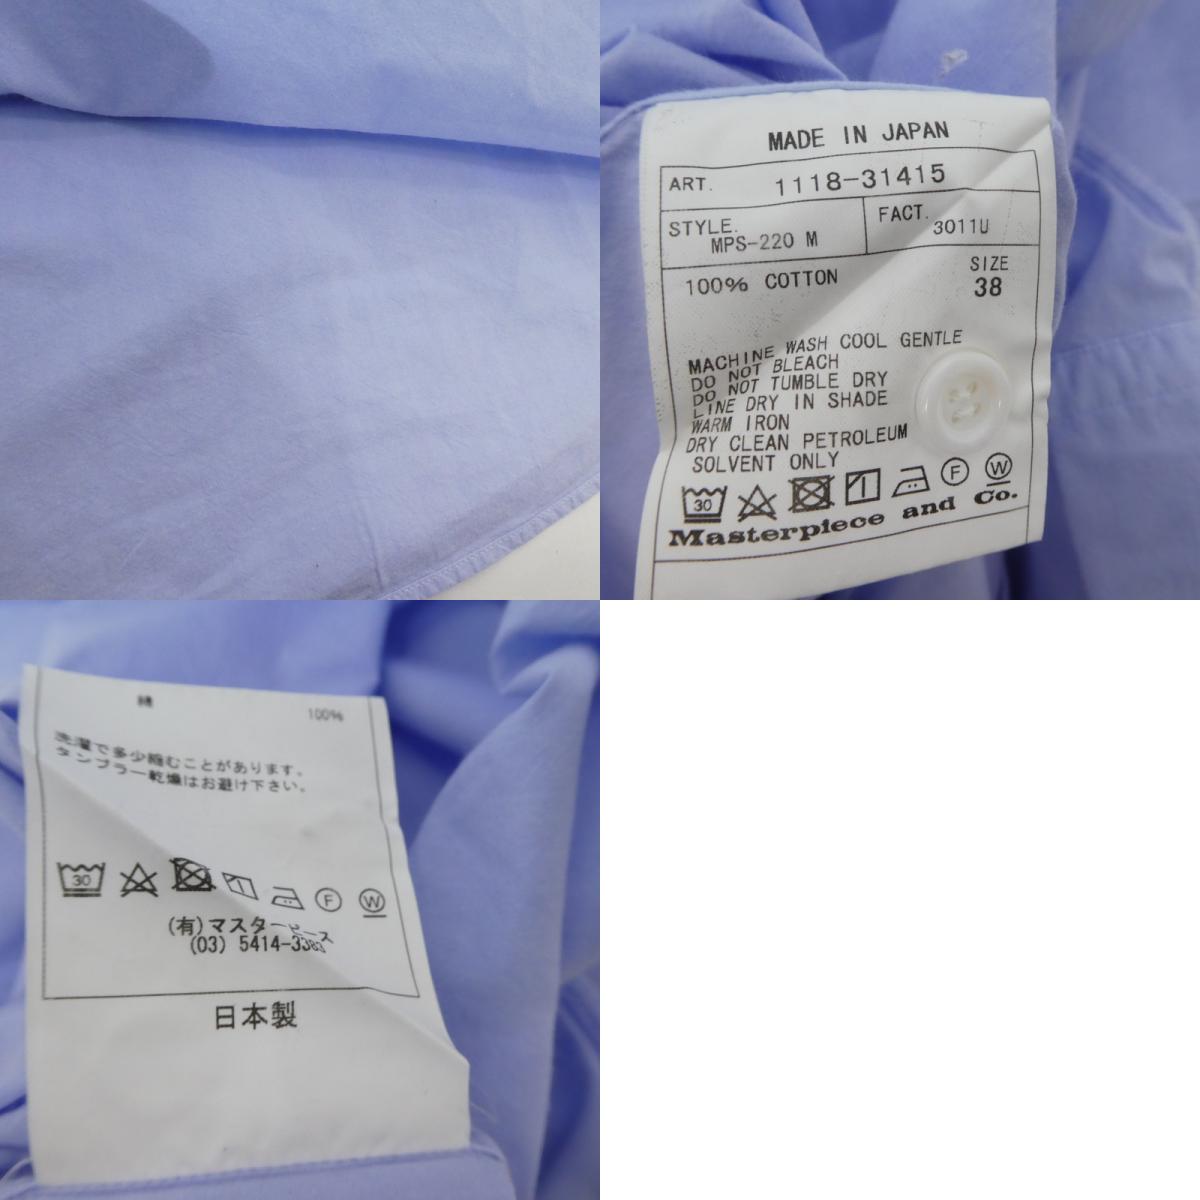 MADE IN JAPAN
ART. 1118-31415
STYLE. MPS-220 M
FACT. 3011U
100% COTTON
SIZE
38
MACHINE WASH COOL GENTLE
DO NOT BLEACH
DO NOT TUMBLE DRY
LINE DRY IN SHADE
WARM IRON
DRY CLEAN PETROLEUM
SOLVENT ONLY
30 F W
Masterpiece and Co.
綿 100%
洗濯で多少縮むことがあります。
タンブラー乾燥はお避け下さい。
30 F W
(有)マスターピース
(03) 5414-3383
日本製